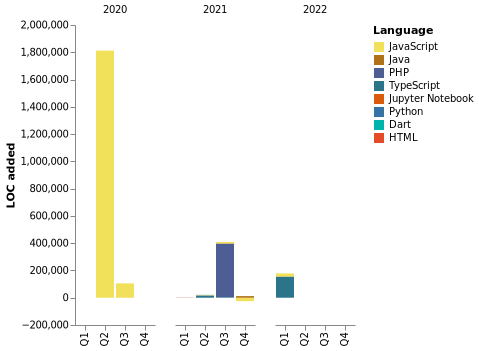 2020 2021 2022
Language
JavaScript
Java
PHP
TypeScript
Jupyter Notebook
Python
Dart
HTML
LOC added
2,000,000
1,800,000
1,600,000
1,400,000
1,200,000
1,000,000
800,000
600,000
400,000
200,000
0
−200,000
Q1 Q2 Q3 Q4 Q1 Q2 Q3 Q4 Q1 Q2 Q3 Q4